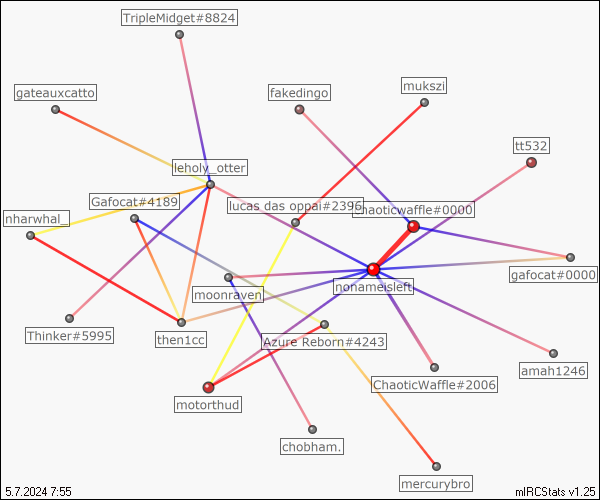 TripleMidget#8824
gateauxcatto
fakedingo
mukszi
tt532
leholy_otter
Gafocat#4189
lucas das oppai#2396
Chaoticwaffle#0000
nharwhal_
gafocat#0000
moonraven
nonameisleft
Thinker#5995
then1cc
Azure Reborn#4243
amah1246
ChaoticWaffle#2006
motorthud
chobham.
mercurybro
5.7.2024 7:55
mIRCStats v1.25